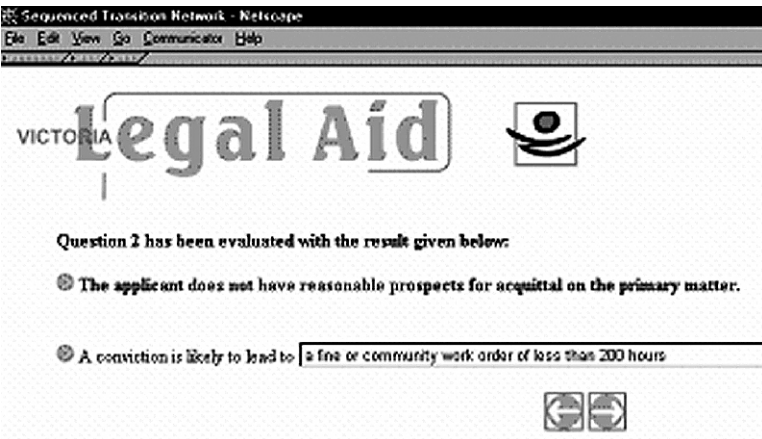 Sequenced Transition Network - Netscape
File Edit View Go Communicator Help
VICTORIA Legal Aid
Question 2 has been evaluated with the result given below:
The applicant does not have reasonable prospects for acquittal on the primary matter.
A conviction is likely to lead to a fine or community work order of less than 200 hours